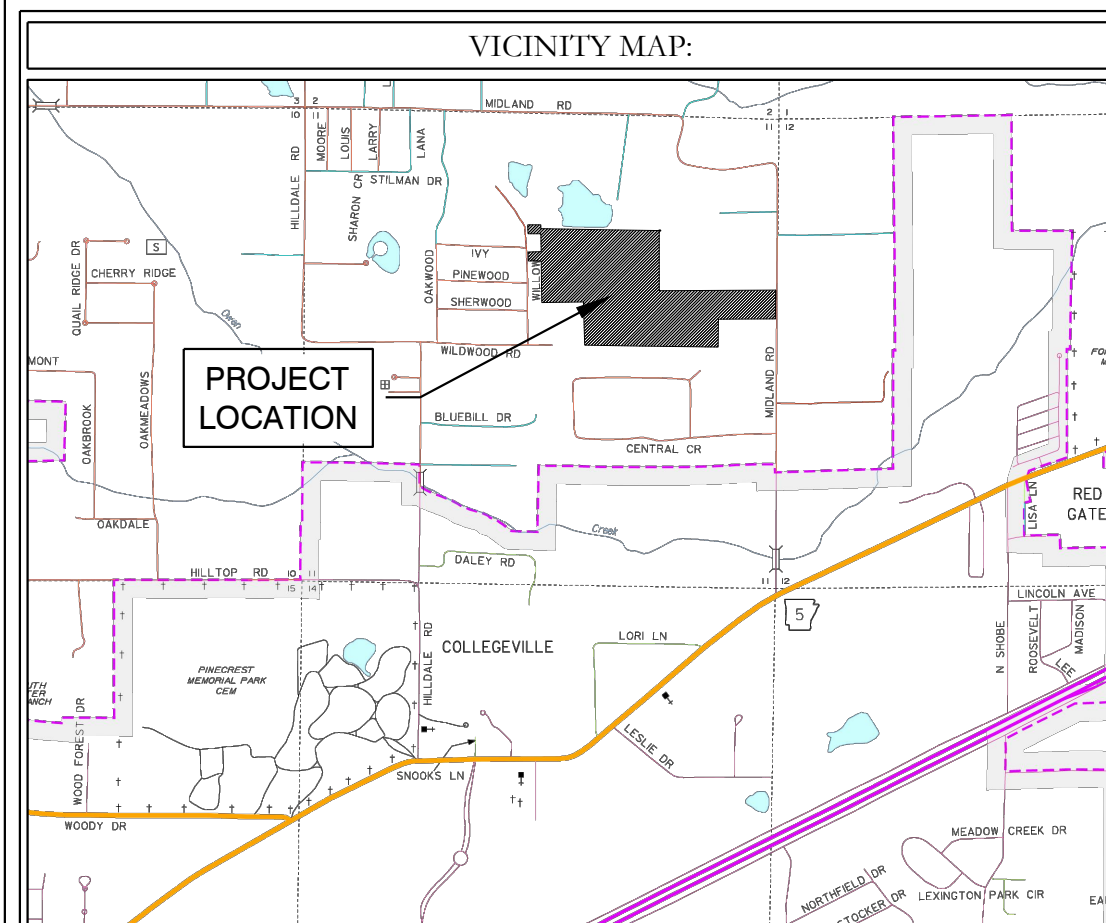 VICINITY MAP:
MIDLAND RD
3 2
10 11
2 1
11 12
HILLDALE RD
MOORE
LOUIS
LARRY
LANA
STILMAN DR
SHARON CR
S
QUAIL RIDGE DR
CHERRY RIDGE
OAKWOOD
IVY
PINEWOOD
SHERWOOD
WILLOW
Owen
WILDWOOD RD
MONT
PROJECT
LOCATION
OAKBROOK
OAKMEADOWS
BLUEBILL DR
MIDLAND RD
CENTRAL CR
OAKDALE
LISA LN
RED
GATE
Creek
DALEY RD
HILLTOP RD
10 11
15 14
11 12
LINCOLN AVE
5
HILLDALE RD
COLLEGEVILLE
LORI LN
N SHOBE
ROOSEVELT
MADISON
LEE
PINECREST
MEMORIAL PARK
CEM
UTH
TER
ANCH
WOOD FOREST DR
LESLIE DR
SNOOKS LN
WOODY DR
MEADOW CREEK DR
NORTHFIELD DR
STOCKER DR
LEXINGTON PARK CIR
EA